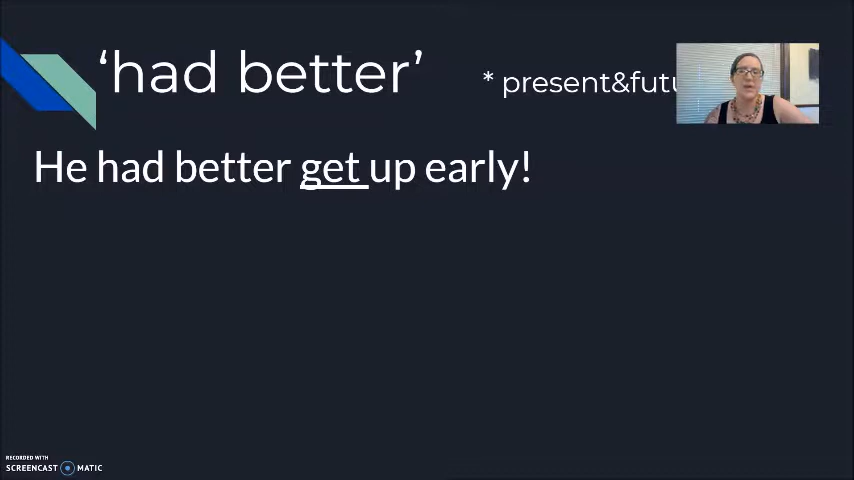 ‘had better’
* present&futu
He had better get up early!
RECORDED WITH
SCREENCAST MATIC